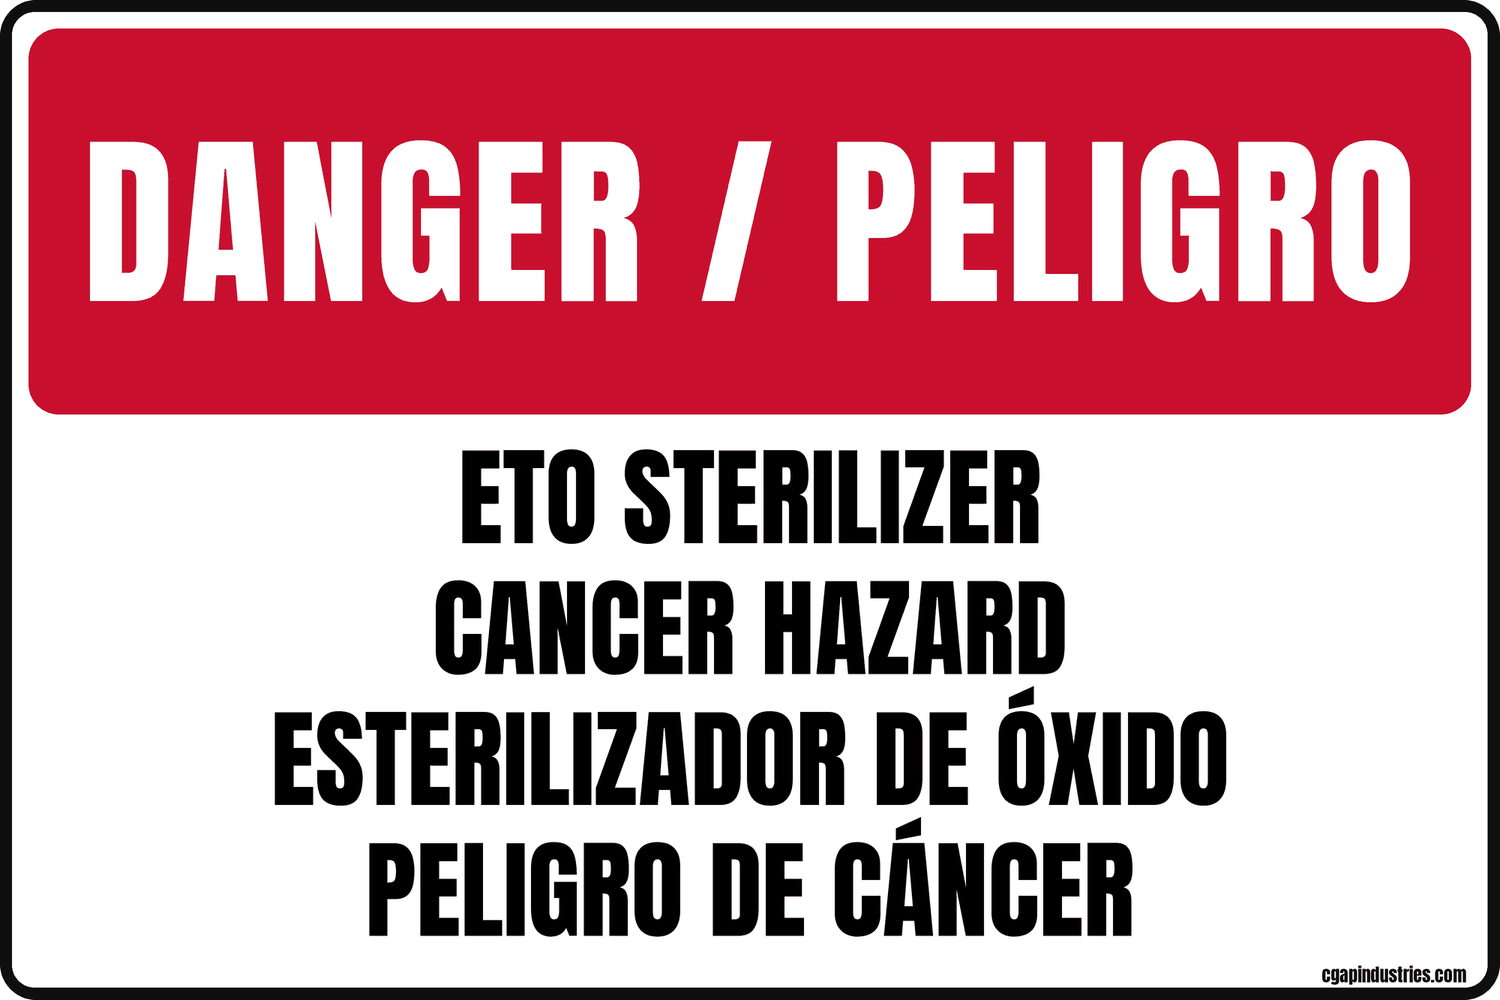 DANGER / PELIGRO
ETO STERILIZER
CANCER HAZARD
ESTERILIZADOR DE ÓXIDO
PELIGRO DE CÁNCER
cgapindustries.com